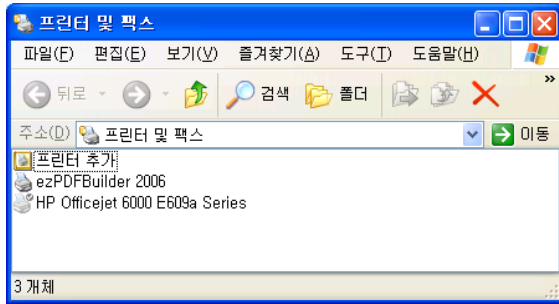 프린터 및 팩스
파일(F) 편집(E) 보기(V) 즐겨찾기(A) 도구(T) 도움말(H)
뒤로 검색 폴더 »
주소(D) 프린터 및 팩스 이동
프린터 추가
ezPDFBuilder 2006
HP Officejet 6000 E609a Series
3 개체